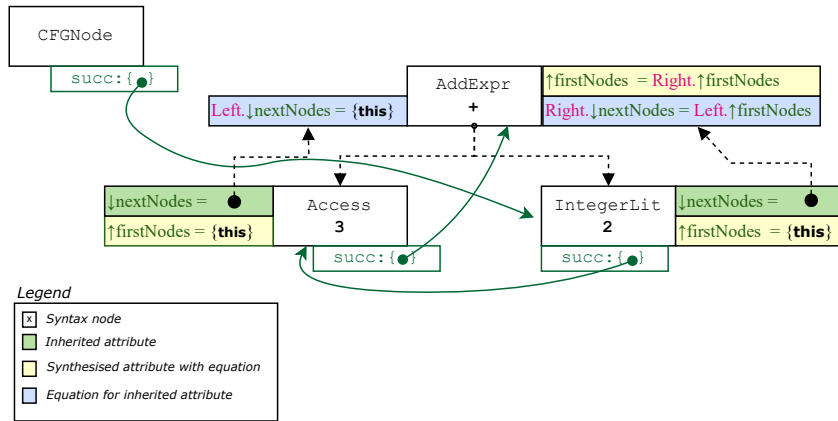 CFGNode
succ:{ }
AddExpr
+
↑firstNodes = Right.↑firstNodes
Left.↓nextNodes = {this}
Right.↓nextNodes = Left.↑firstNodes
↓nextNodes =
↑firstNodes = {this}
Access
3
succ:{ }
IntegerLit
2
succ:{ }
↓nextNodes =
↑firstNodes = {this}
Legend
x Syntax node
Inherited attribute
Synthesised attribute with equation
Equation for inherited attribute